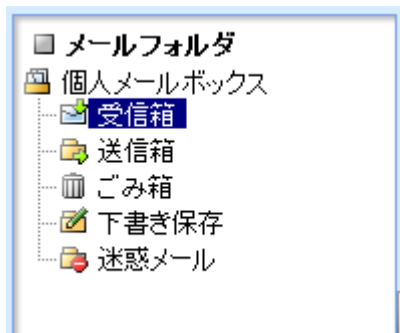 メールフォルダ
個人メールボックス
受信箱
送信箱
ごみ箱
下書き保存
迷惑メール